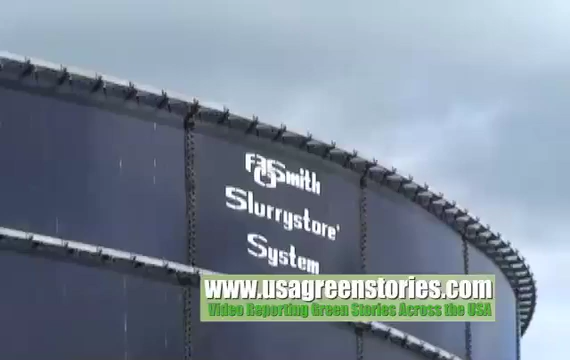 Smith
Slurrystore
System
www.usagreenstories.com
Video Reporting Green Stories Across the USA